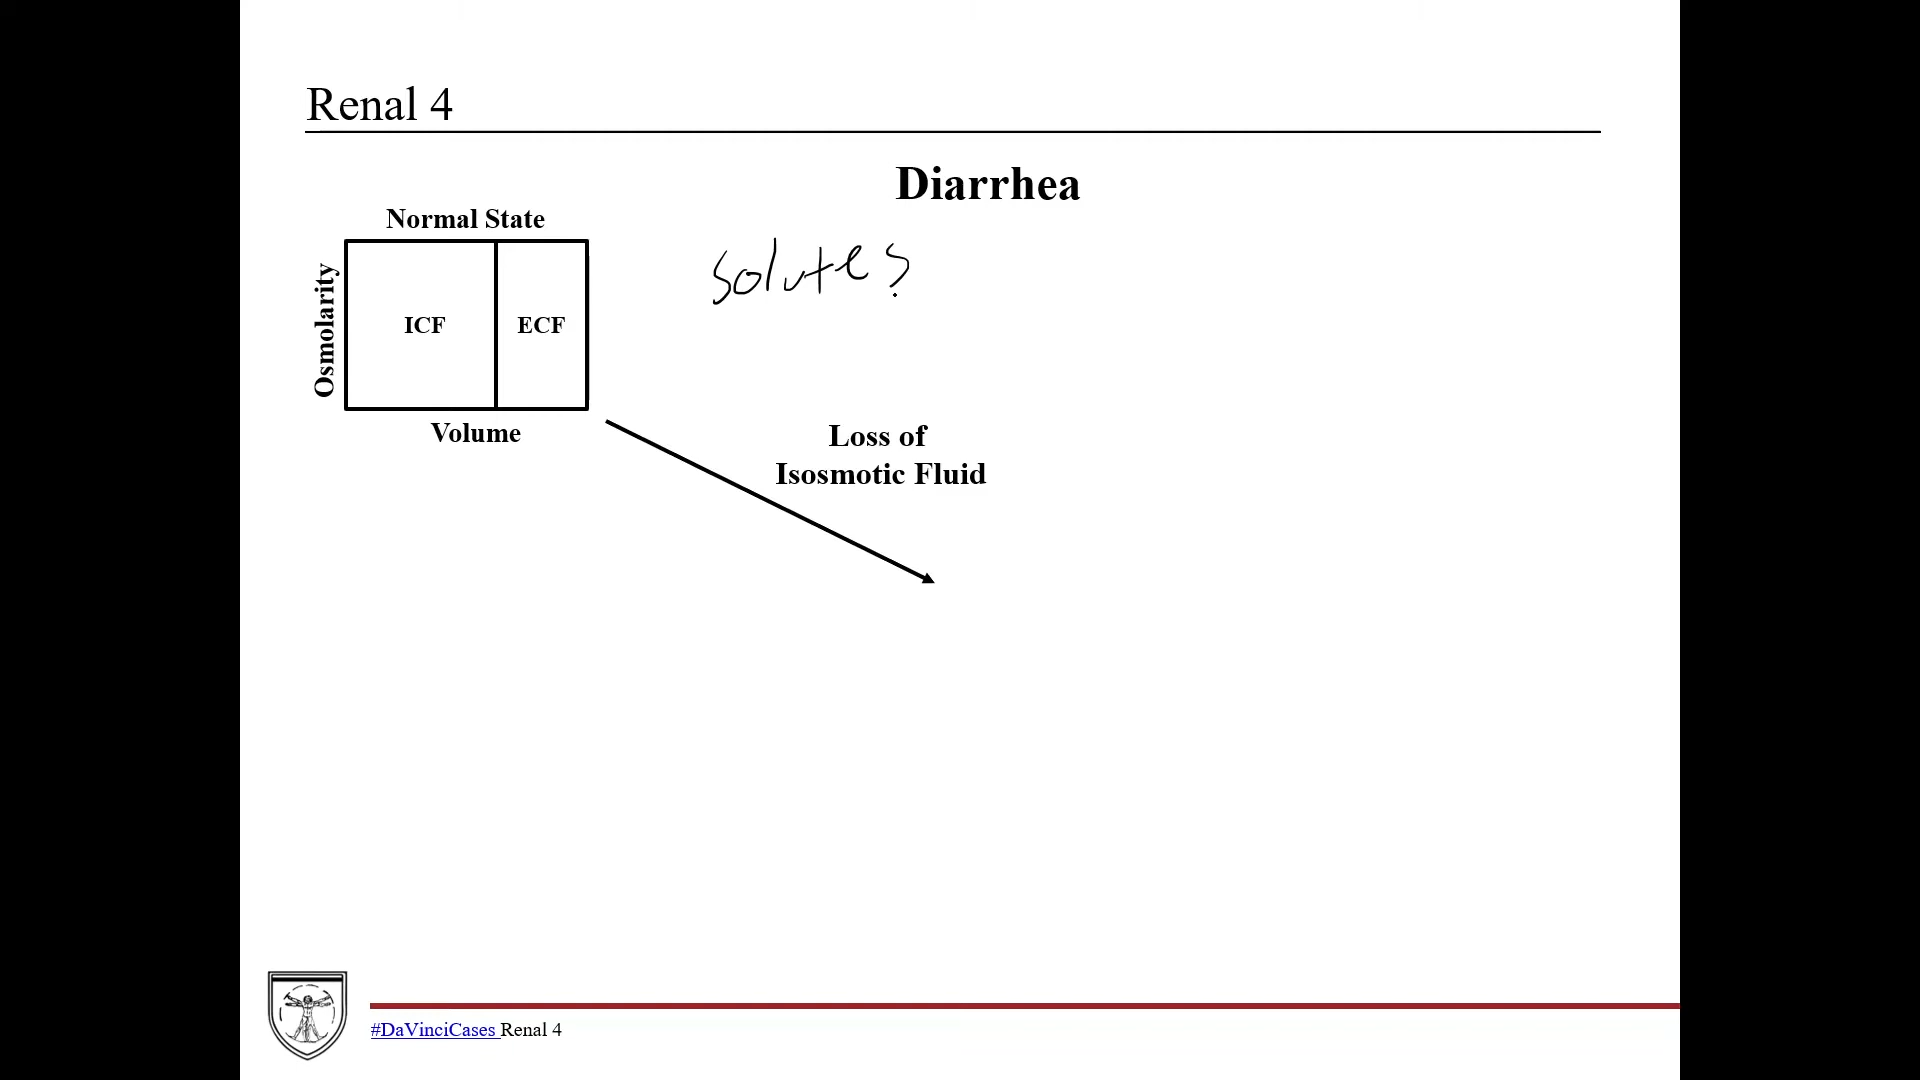 Renal 4
Diarrhea
Normal State
solutes
Osmolarity
ICF
ECF
Volume
Loss of
Isosmotic Fluid
#DaVinciCases Renal 4